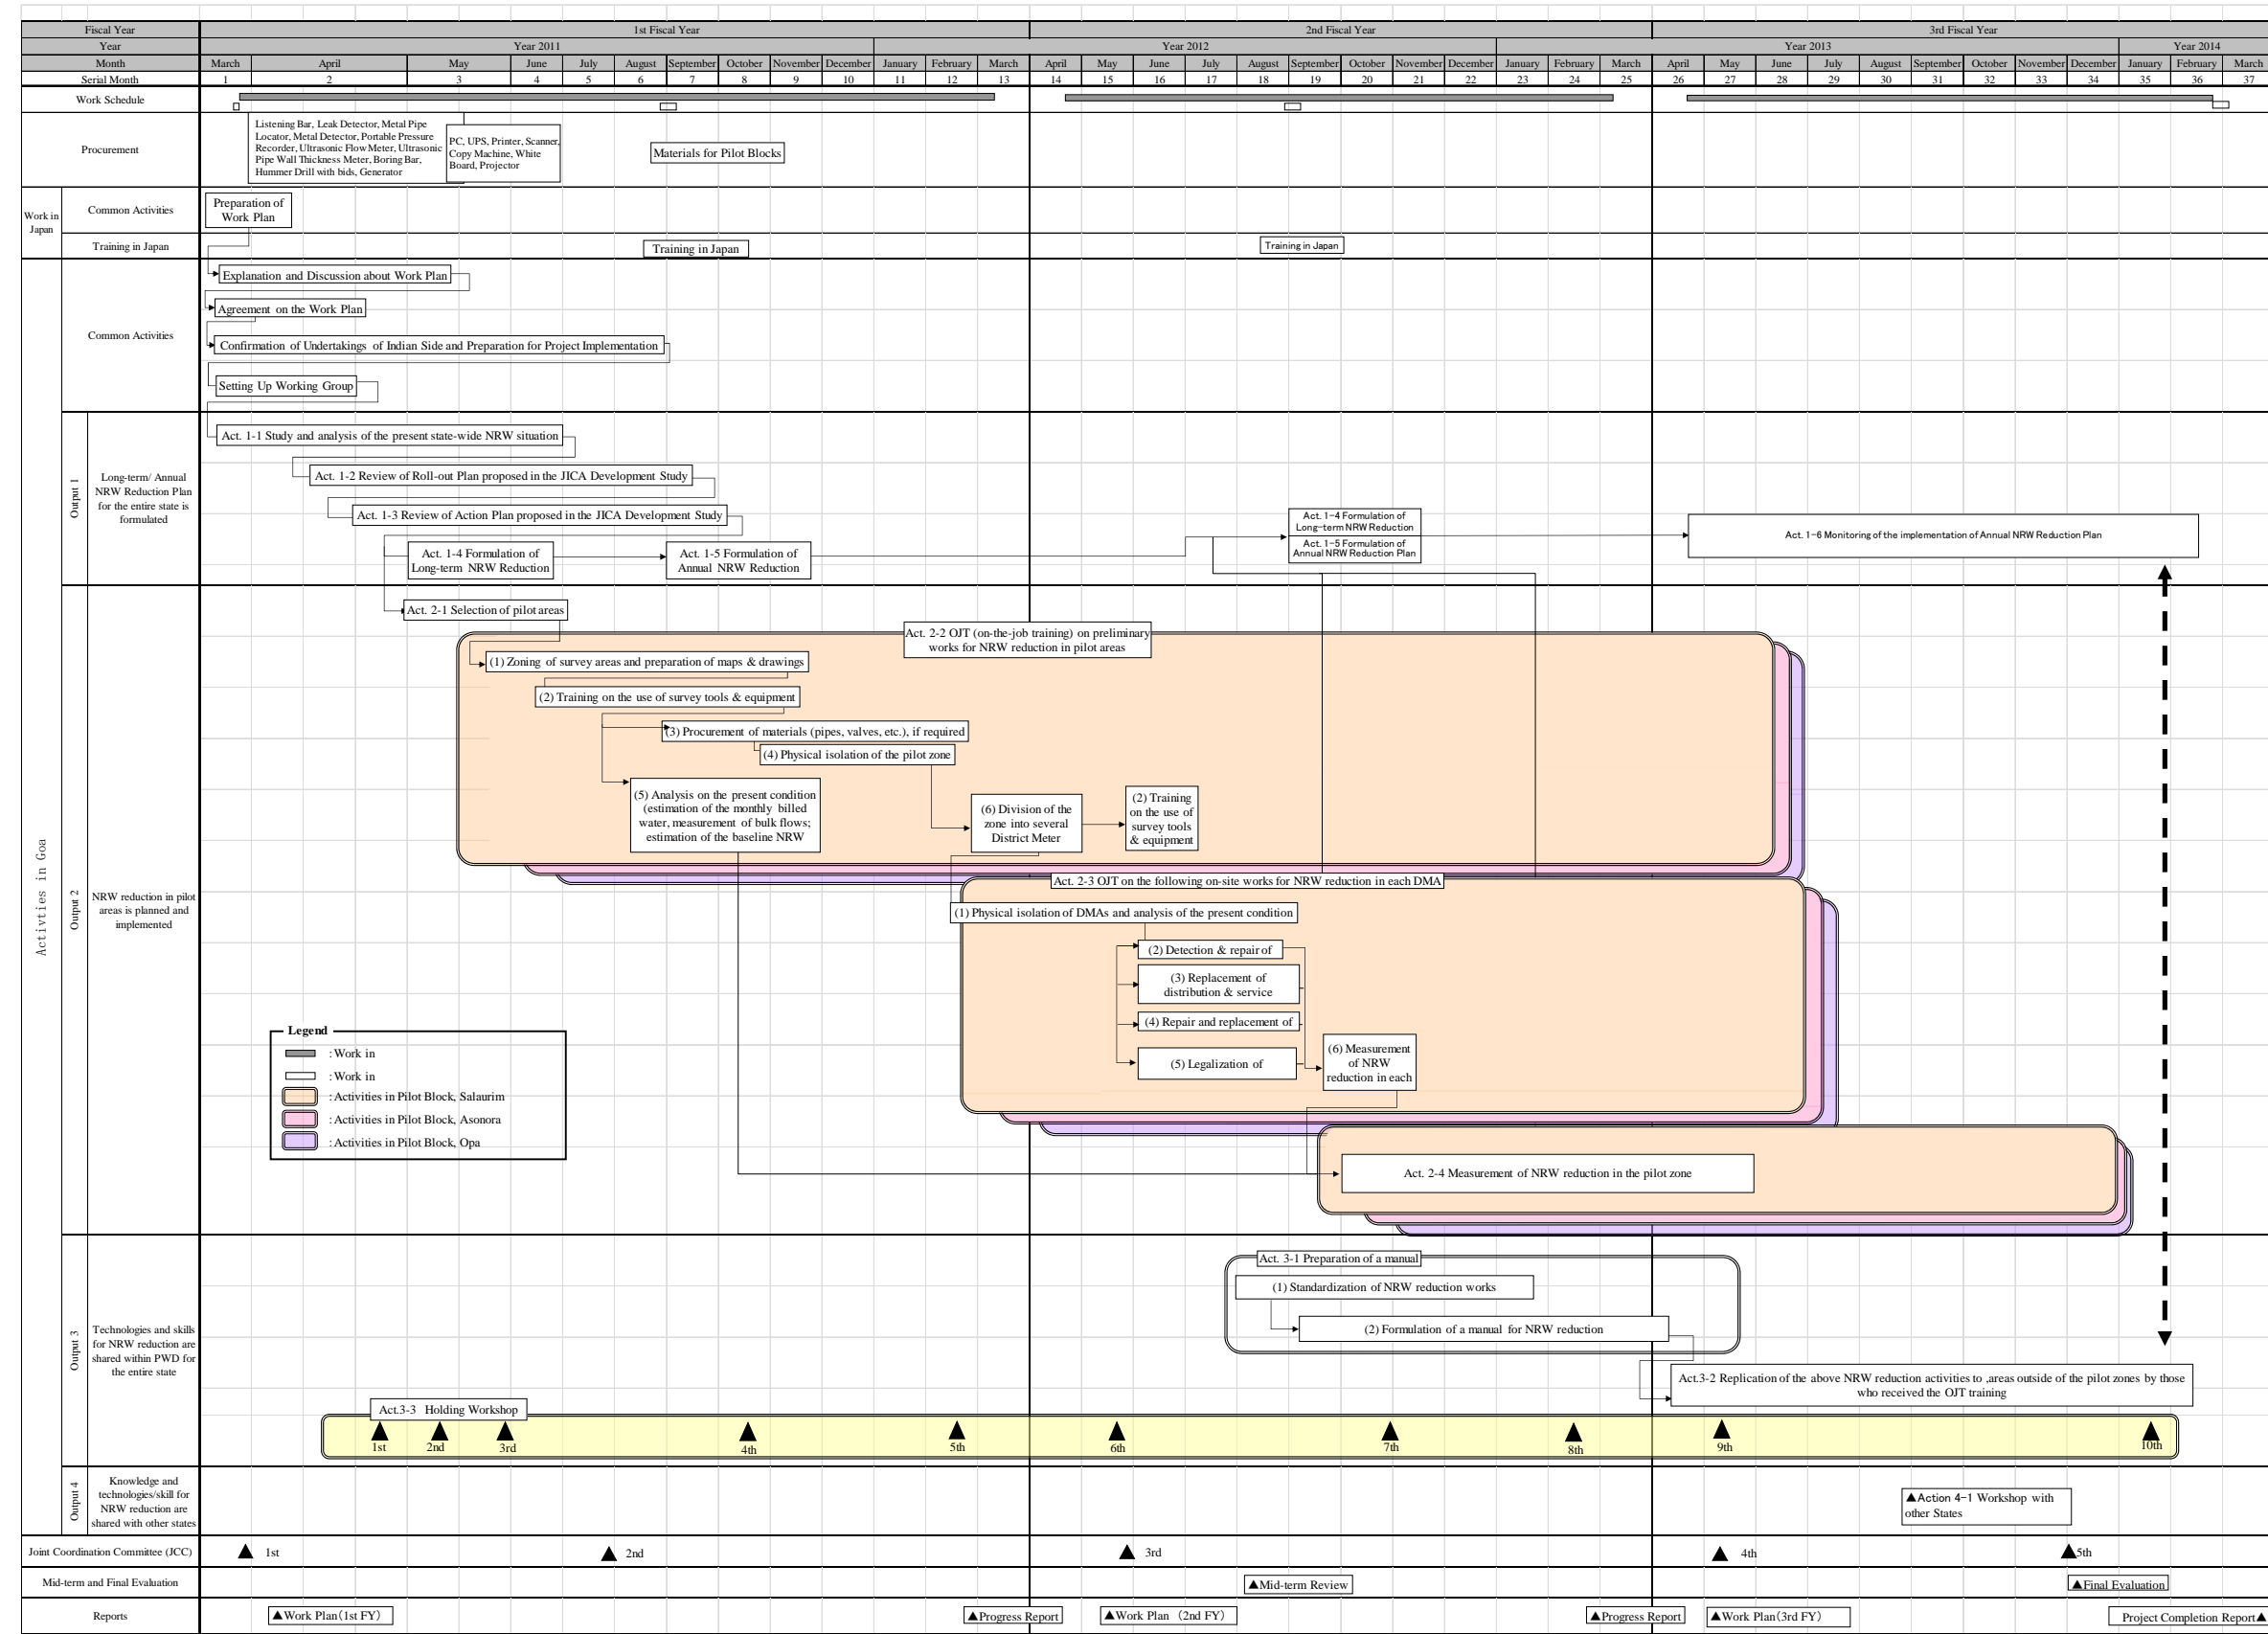 Fiscal Year 1st Fiscal Year 2nd Fiscal Year 3rd Fiscal Year
Year Year 2011 Year 2012 Year 2013 Year 2014
Month March April May June July August September October November December January February March April May June July August September October November December January February March April May June July August September October November December January February March
Serial Month 1 2 3 4 5 6 7 8 9 10 11 12 13 14 15 16 17 18 19 20 21 22 23 24 25 26 27 28 29 30 31 32 33 34 35 36 37
Work Schedule
Procurement
Listening Bar, Leak Detector, Metal Pipe
Locator, Metal Detector, Portable Pressure
Recorder, Ultrasonic Flow Meter, Ultrasonic
Pipe Wall Thickness Meter, Boring Bar,
Hummer Drill with bids, Generator
PC, UPS, Printer, Scanner,
Copy Machine, White
Board, Projector
Materials for Pilot Blocks
Work in
Japan
Common Activities
Preparation of
Work Plan
Training in Japan
Training in Japan
Training in Japan
Activties in Goa
Common Activities
Explanation and Discussion about Work Plan
Agreement on the Work Plan
Confirmation of Undertakings of Indian Side and Preparation for Project Implementation
Setting Up Working Group
Output 1
Long-term/ Annual
NRW Reduction Plan
for the entire state is
formulated
Act. 1-1 Study and analysis of the present state-wide NRW situation
Act. 1-2 Review of Roll-out Plan proposed in the JICA Development Study
Act. 1-3 Review of Action Plan proposed in the JICA Development Study
Act. 1-4 Formulation of
Long-term NRW Reduction
Act. 1-5 Formulation of
Annual NRW Reduction
Act. 1-4 Formulation of
Long-term NRW Reduction
Act. 1-5 Formulation of
Annual NRW Reduction Plan
Act. 1-6 Monitoring of the implementation of Annual NRW Reduction Plan
Output 2
NRW reduction in pilot
areas is planned and
implemented
Act. 2-1 Selection of pilot areas
Act. 2-2 OJT (on-the-job training) on preliminary
works for NRW reduction in pilot areas
(1) Zoning of survey areas and preparation of maps & drawings
(2) Training on the use of survey tools & equipment
(3) Procurement of materials (pipes, valves, etc.), if required
(4) Physical isolation of the pilot zone
(5) Analysis on the present condition
(estimation of the monthly billed
water, measurement of bulk flows;
estimation of the baseline NRW
(6) Division of the
zone into several
District Meter
(2) Training
on the use of
survey tools
& equipment
Act. 2-3 OJT on the following on-site works for NRW reduction in each DMA
(1) Physical isolation of DMAs and analysis of the present condition
(2) Detection & repair of
(3) Replacement of
distribution & service
(4) Repair and replacement of
(5) Legalization of
(6) Measurement
of NRW
reduction in each
Legend
: Work in
: Work in
: Activities in Pilot Block, Salaurim
: Activities in Pilot Block, Asonora
: Activities in Pilot Block, Opa
Act. 2-4 Measurement of NRW reduction in the pilot zone
Output 3
Technologies and skills
for NRW reduction are
shared within PWD for
the entire state
Act. 3-1 Preparation of a manual
(1) Standardization of NRW reduction works
(2) Formulation of a manual for NRW reduction
Act.3-2 Replication of the above NRW reduction activities to ,areas outside of the pilot zones by those
who received the OJT training
Act.3-3 Holding Workshop
1st 2nd 3rd 4th 5th 6th 7th 8th 9th 10th
Output 4
Knowledge and
technologies/skill for
NRW reduction are
shared with other states
▲Action 4-1 Workshop with
other States
Joint Coordination Committee (JCC) ▲ 1st ▲ 2nd ▲ 3rd ▲ 4th ▲5th
Mid-term and Final Evaluation ▲Mid-term Review ▲Final Evaluation
Reports ▲Work Plan(1st FY) ▲Progress Report ▲Work Plan (2nd FY) ▲Progress Report ▲Work Plan(3rd FY) Project Completion Report▲